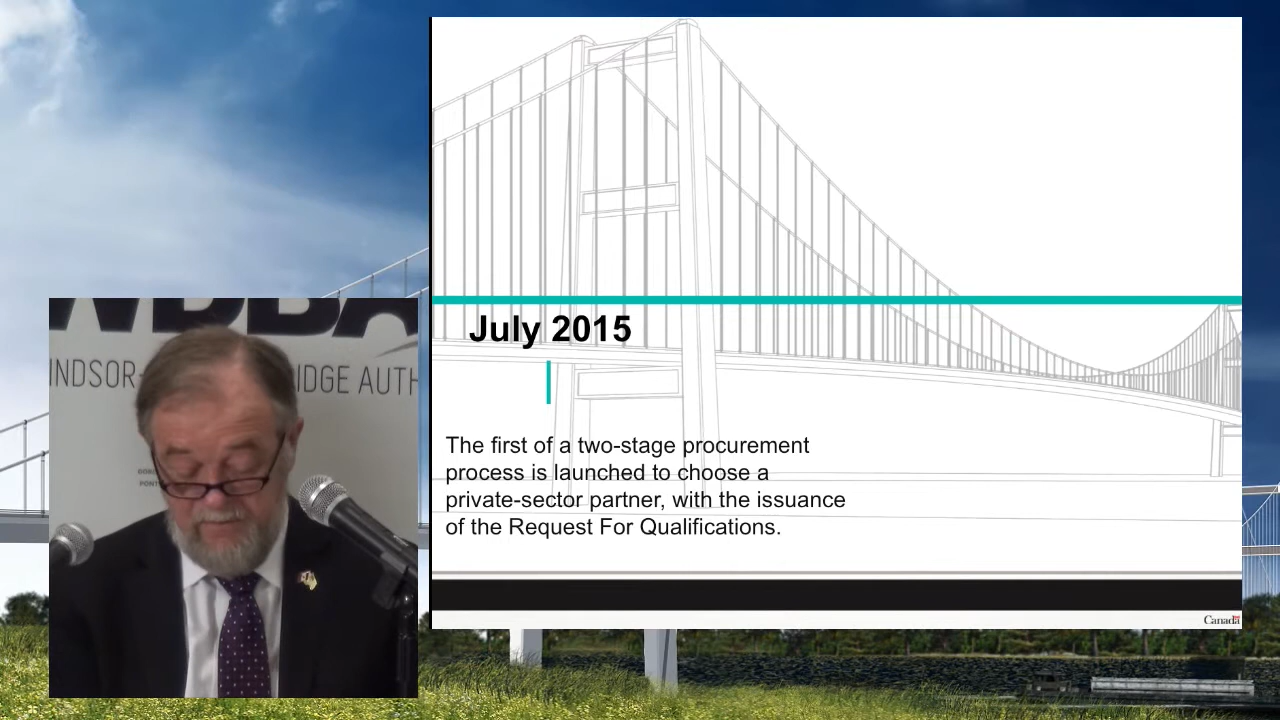 WDBA
INDSOR-
IDGE AUTH
July 2015
The first of a two-stage procurement
process is launched to choose a
private-sector partner, with the issuance
of the Request For Qualifications.
Canada